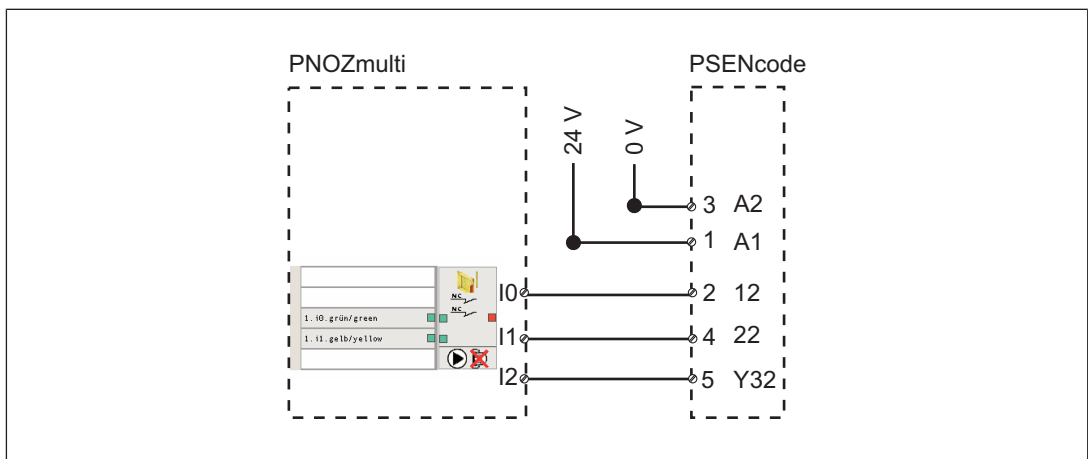 PNOZmulti
PSENcode
24 V
0 V
3 A2
1 A1
NC
I0
2 12
NC
1.i0.grün/green
1.i1.gelb/yellow
I1
4 22
I2
5 Y32